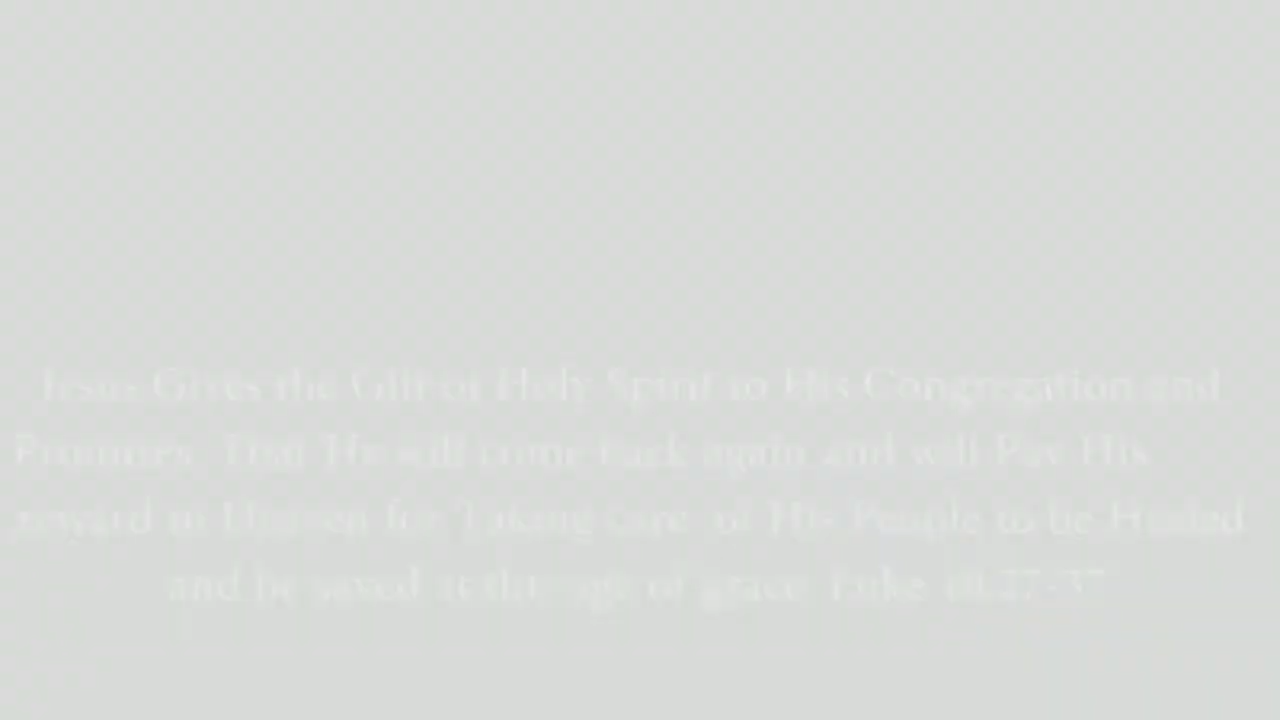 Jesus Gives the Gift of Holy Spirit to His Congregation and
That He will come back again and will Pay His
reward in Heaven for Taking care of His People to be Healed
and be saved at the age of grace. Luke